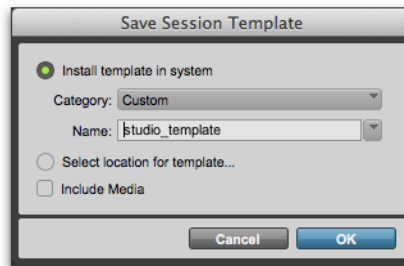 Save Session Template
Install template in system
Category: Custom
Name: studio_template
Select location for template...
Include Media
Cancel OK